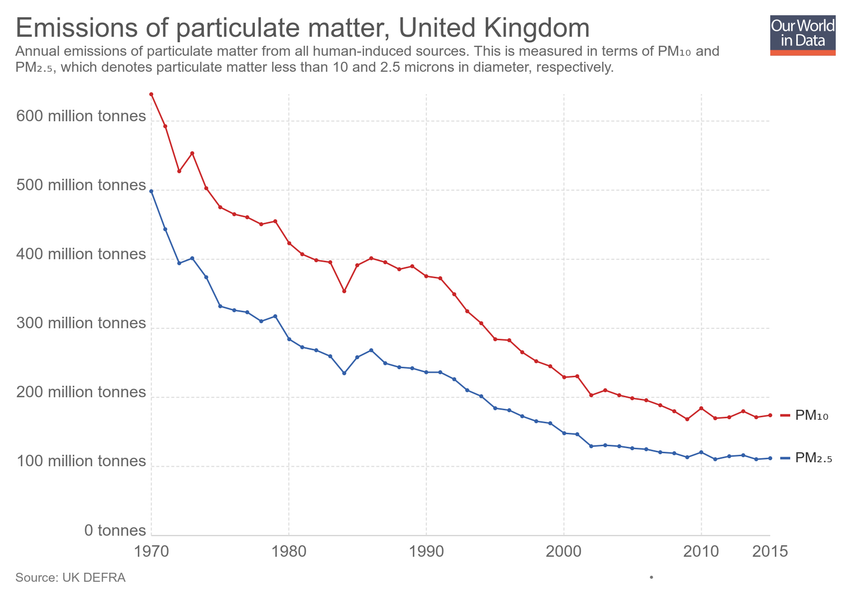 Emissions of particulate matter, United Kingdom
Annual emissions of particulate matter from all human-induced sources. This is measured in terms of PM₁₀ and
PM₂.₅, which denotes particulate matter less than 10 and 2.5 microns in diameter, respectively.
Our World
in Data
600 million tonnes
500 million tonnes
400 million tonnes
300 million tonnes
200 million tonnes
PM₁₀
100 million tonnes
PM₂.₅
0 tonnes
1970 1980 1990 2000 2010 2015
Source: UK DEFRA